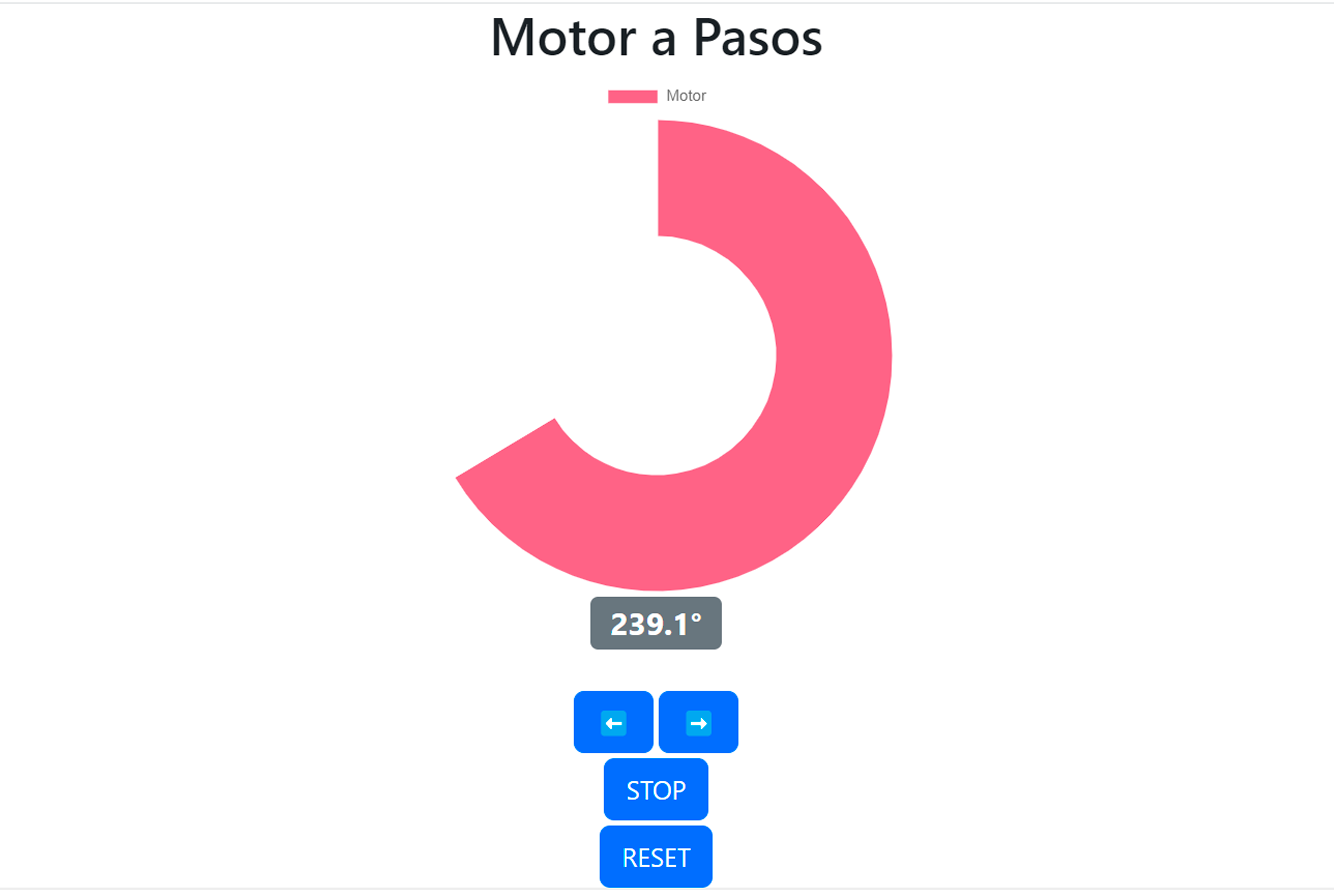 Motor a Pasos
Motor
239.1°
⬅ ➡
STOP
RESET